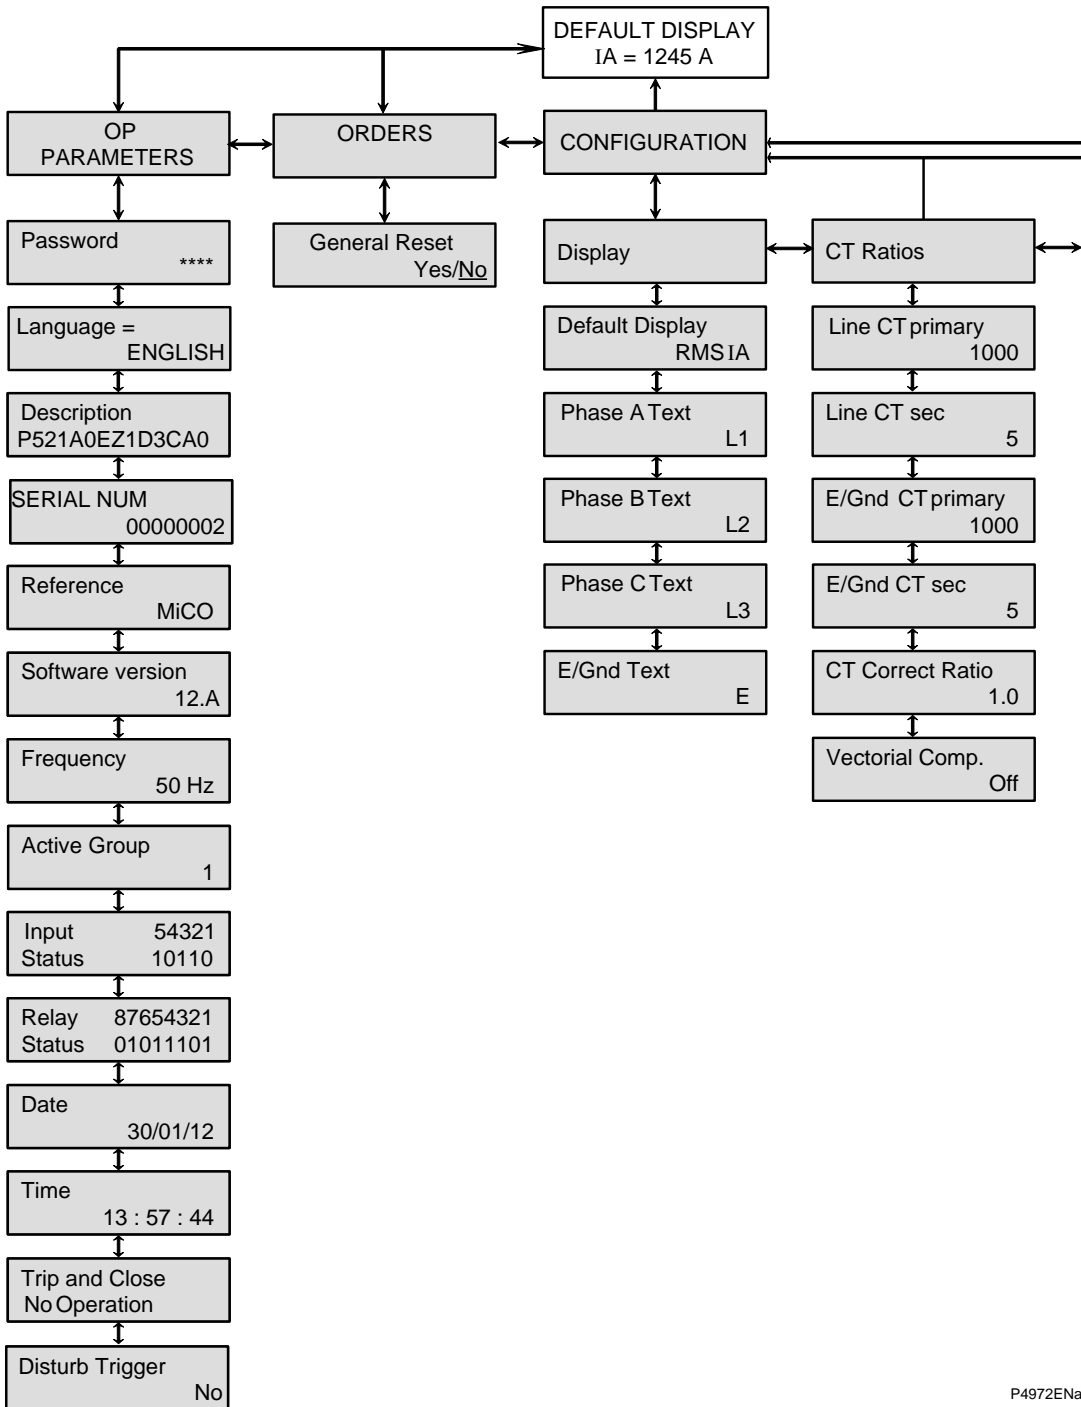 DEFAULT DISPLAY
IA = 1245 A
OP
PARAMETERS
ORDERS
CONFIGURATION
Password
****
Language =
ENGLISH
Description
P521A0EZ1D3CA0
SERIAL NUM
00000002
Reference
MiCO
Software version
12.A
Frequency
50 Hz
Active Group
1
Input 54321
Status 10110
Relay 87654321
Status 01011101
Date
30/01/12
Time
13 : 57 : 44
Trip and Close
No Operation
Disturb Trigger
No
General Reset
Yes/No
Display
Default Display
RMS IA
Phase A Text
L1
Phase B Text
L2
Phase C Text
L3
E/Gnd Text
E
CT Ratios
Line CT primary
1000
Line CT sec
5
E/Gnd CT primary
1000
E/Gnd CT sec
5
CT Correct Ratio
1.0
Vectorial Comp.
Off
P4972ENa